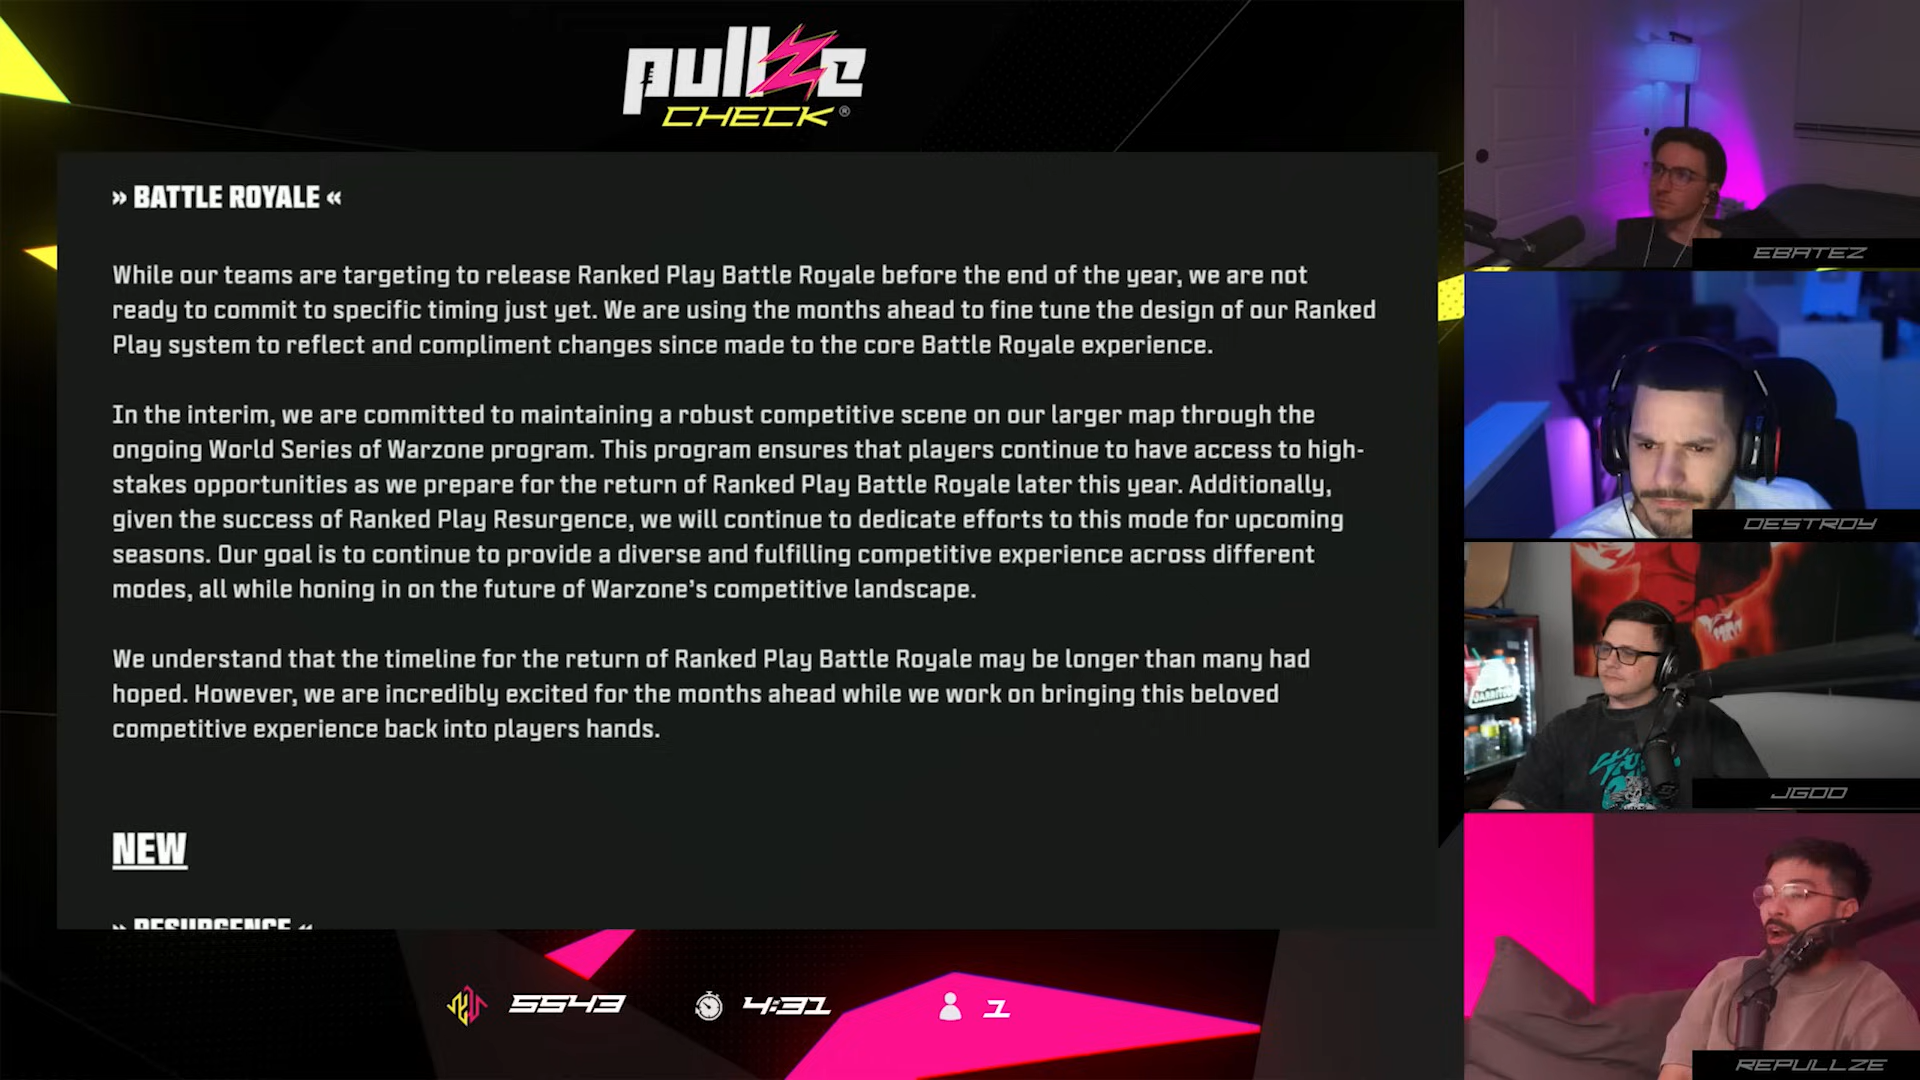 pullze
CHECK®
» BATTLE ROYALE «
While our teams are targeting to release Ranked Play Battle Royale before the end of the year, we are not
ready to commit to specific timing just yet. We are using the months ahead to fine tune the design of our Ranked
Play system to reflect and compliment changes since made to the core Battle Royale experience.
In the interim, we are committed to maintaining a robust competitive scene on our larger map through the
ongoing World Series of Warzone program. This program ensures that players continue to have access to high-
stakes opportunities as we prepare for the return of Ranked Play Battle Royale later this year. Additionally,
given the success of Ranked Play Resurgence, we will continue to dedicate efforts to this mode for upcoming
seasons. Our goal is to continue to provide a diverse and fulfilling competitive experience across different
modes, all while honing in on the future of Warzone’s competitive landscape.
We understand that the timeline for the return of Ranked Play Battle Royale may be longer than many had
hoped. However, we are incredibly excited for the months ahead while we work on bringing this beloved
competitive experience back into players hands.
NEW
» RESURGENCE «
5543
4:31
1
EBATEZ
DESTROY
JARRITOS
JGOD
REPULLZE